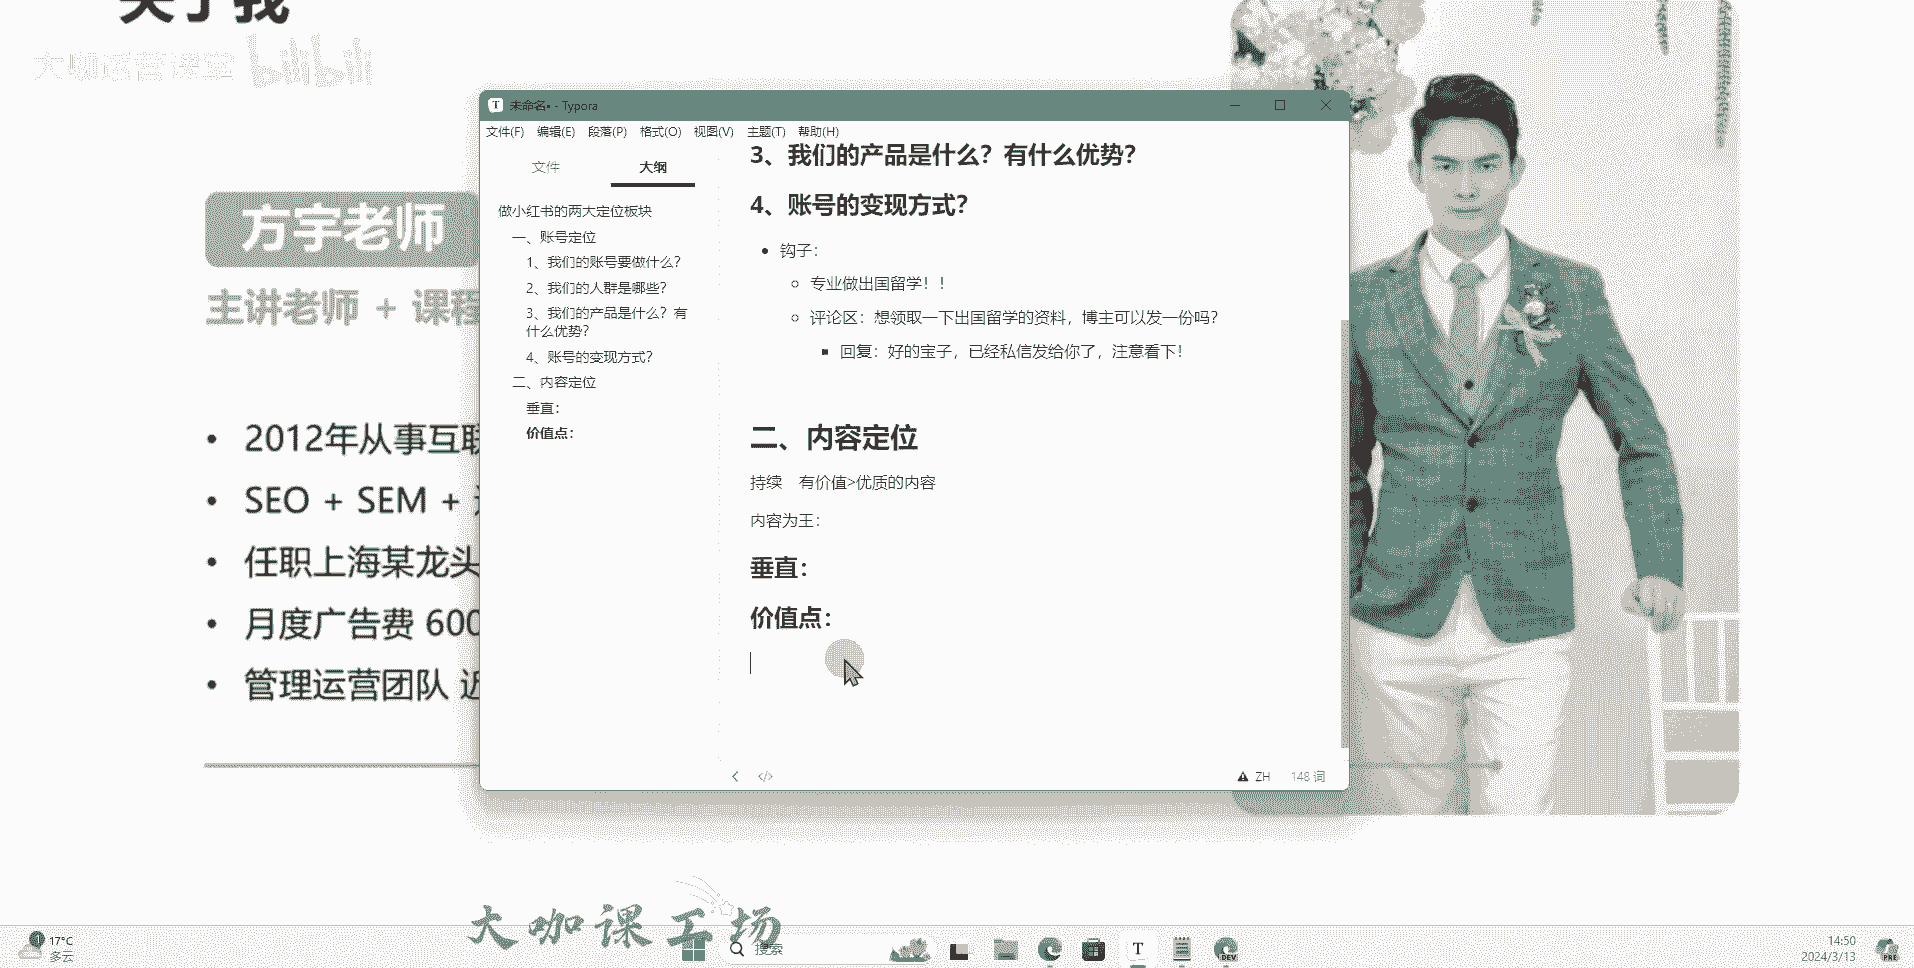 关于我
大咖运营课堂 bilibili
方宇老师
主讲老师 + 课程
2012年从事互联
SEO + SEM +
任职上海某龙头
月度广告费 600
管理运营团队 近
未命名• - Typora
文件(F) 编辑(E) 段落(P) 格式(O) 视图(V) 主题(T) 帮助(H)
文件 大纲
做小红书的两大定位板块
一、账号定位
1、我们的账号要做什么?
2、我们的人群是哪些?
3、我们的产品是什么? 有
什么优势?
4、账号的变现方式?
二、内容定位
垂直:
价值点:
3、我们的产品是什么? 有什么优势?
4、账号的变现方式?
钩子:
专业做出国留学! !
评论区: 想领取一下出国留学的资料, 博主可以发一份吗?
回复: 好的宝子, 已经私信发给你了, 注意看下!
二、内容定位
持续 有价值>优质的内容
内容为王:
垂直:
价值点:
ZH 148 词
大咖课工场
1
17°C
多云
搜索
T
DEV
14:50
2024/3/13
PRE